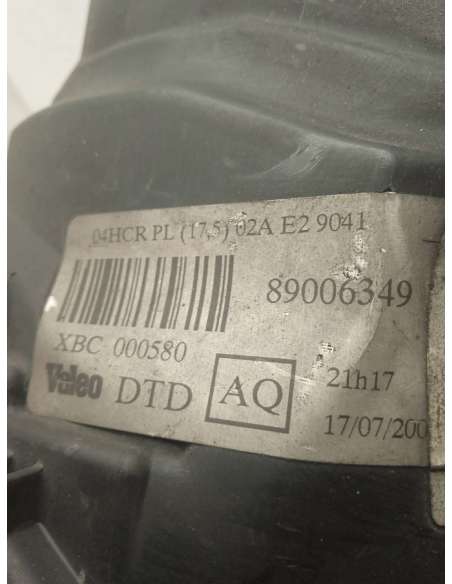 04HCR PL (17,5) 02A E2 9041
89006349
XBC 000580
Valeo DTD AQ 21h17
17/07/200